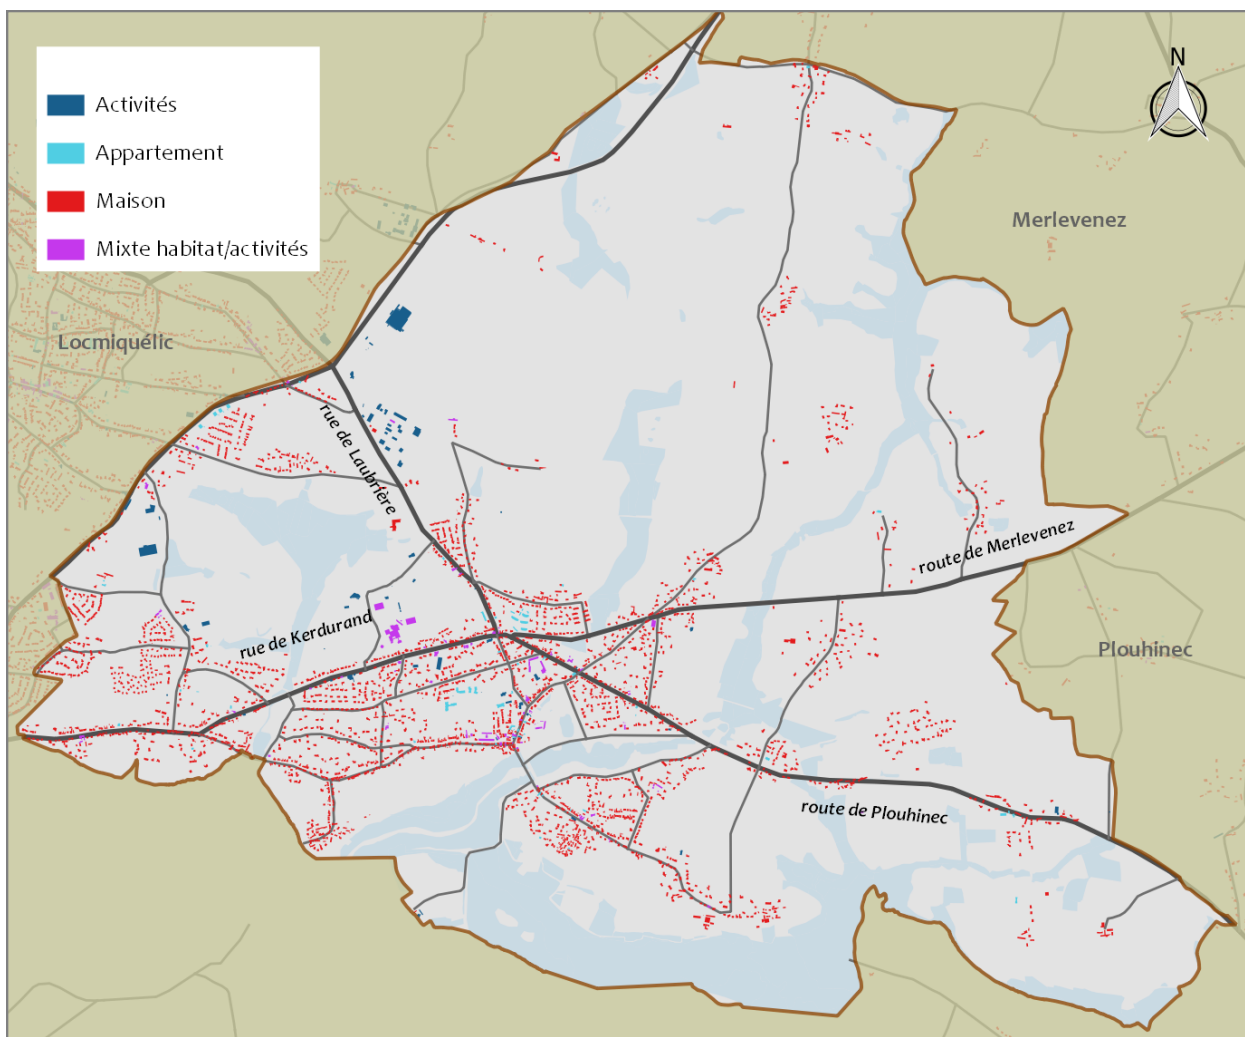 N
Activités
Appartement
Maison
Mixte habitat/activités
Merlevenez
Locmiquélic
rue de Laubrière
route de Merlevenez
rue de Kerdurand
Plouhinec
route de Plouhinec